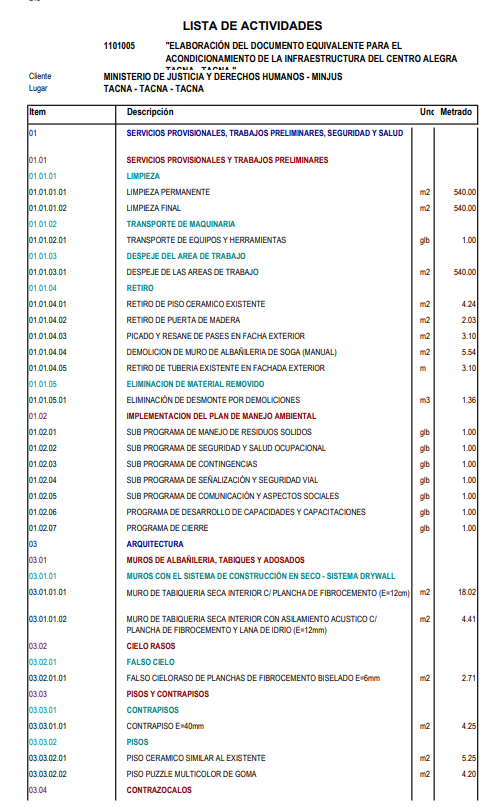 LISTA DE ACTIVIDADES
1101005 "ELABORACIÓN DEL DOCUMENTO EQUIVALENTE PARA EL
ACONDICIONAMIENTO DE LA INFRAESTRUCTURA DEL CENTRO ALEGRA
TACNA - TACNA "
Cliente MINISTERIO DE JUSTICIA Y DERECHOS HUMANOS - MINJUS
Lugar TACNA - TACNA - TACNA
Item Descripción Unc Metrado
01 SERVICIOS PROVISIONALES, TRABAJOS PRELIMINARES, SEGURIDAD Y SALUD
01.01 SERVICIOS PROVISIONALES Y TRABAJOS PRELIMINARES
01.01.01 LIMPIEZA
01.01.01.01 LIMPIEZA PERMANENTE m2 540.00
01.01.01.02 LIMPIEZA FINAL m2 540.00
01.01.02 TRANSPORTE DE MAQUINARIA
01.01.02.01 TRANSPORTE DE EQUIPOS Y HERRAMIENTAS glb 1.00
01.01.03 DESPEJE DEL AREA DE TRABAJO
01.01.03.01 DESPEJE DE LAS AREAS DE TRABAJO m2 540.00
01.01.04 RETIRO
01.01.04.01 RETIRO DE PISO CERAMICO EXISTENTE m2 4.24
01.01.04.02 RETIRO DE PUERTA DE MADERA m2 2.03
01.01.04.03 PICADO Y RESANE DE PASES EN FACHA EXTERIOR m2 3.10
01.01.04.04 DEMOLICION DE MURO DE ALBAÑILERIA DE SOGA (MANUAL) m2 5.54
01.01.04.05 RETIRO DE TUBERIA EXISTENTE EN FACHADA EXTERIOR m 3.10
01.01.05 ELIMINACION DE MATERIAL REMOVIDO
01.01.05.01 ELIMINACIÓN DE DESMONTE POR DEMOLICIONES m3 1.36
01.02 IMPLEMENTACION DEL PLAN DE MANEJO AMBIENTAL
01.02.01 SUB PROGRAMA DE MANEJO DE RESIDUOS SOLIDOS glb 1.00
01.02.02 SUB PROGRAMA DE SEGURIDAD Y SALUD OCUPACIONAL glb 1.00
01.02.03 SUB PROGRAMA DE CONTINGENCIAS glb 1.00
01.02.04 SUB PROGRAMA DE SEÑALIZACIÓN Y SEGURIDAD VIAL glb 1.00
01.02.05 SUB PROGRAMA DE COMUNICACIÓN Y ASPECTOS SOCIALES glb 1.00
01.02.06 PROGRAMA DE DESARROLLO DE CAPACIDADES Y CAPACITACIONES glb 1.00
01.02.07 PROGRAMA DE CIERRE glb 1.00
03 ARQUITECTURA
03.01 MUROS DE ALBAÑILERIA, TABIQUES Y ADOSADOS
03.01.01 MUROS CON EL SISTEMA DE CONSTRUCCIÓN EN SECO - SISTEMA DRYWALL
03.01.01.01 MURO DE TABIQUERIA SECA INTERIOR C/ PLANCHA DE FIBROCEMENTO (E=12cm) m2 18.02
03.01.01.02 MURO DE TABIQUERIA SECA INTERIOR CON ASILAMIENTO ACUSTICO C/ m2 4.41
PLANCHA DE FIBROCEMENTO Y LANA DE IDRIO (E=12mm)
03.02 CIELO RASOS
03.02.01 FALSO CIELO
03.02.01.01 FALSO CIELORASO DE PLANCHAS DE FIBROCEMENTO BISELADO E=6mm m2 2.71
03.03 PISOS Y CONTRAPISOS
03.03.01 CONTRAPISOS
03.03.01.01 CONTRAPISO E=40mm m2 4.25
03.03.02 PISOS
03.03.02.01 PISO CERAMICO SIMILAR AL EXISTENTE m2 5.25
03.03.02.02 PISO PUZZLE MULTICOLOR DE GOMA m2 4.20
03.04 CONTRAZOCALOS